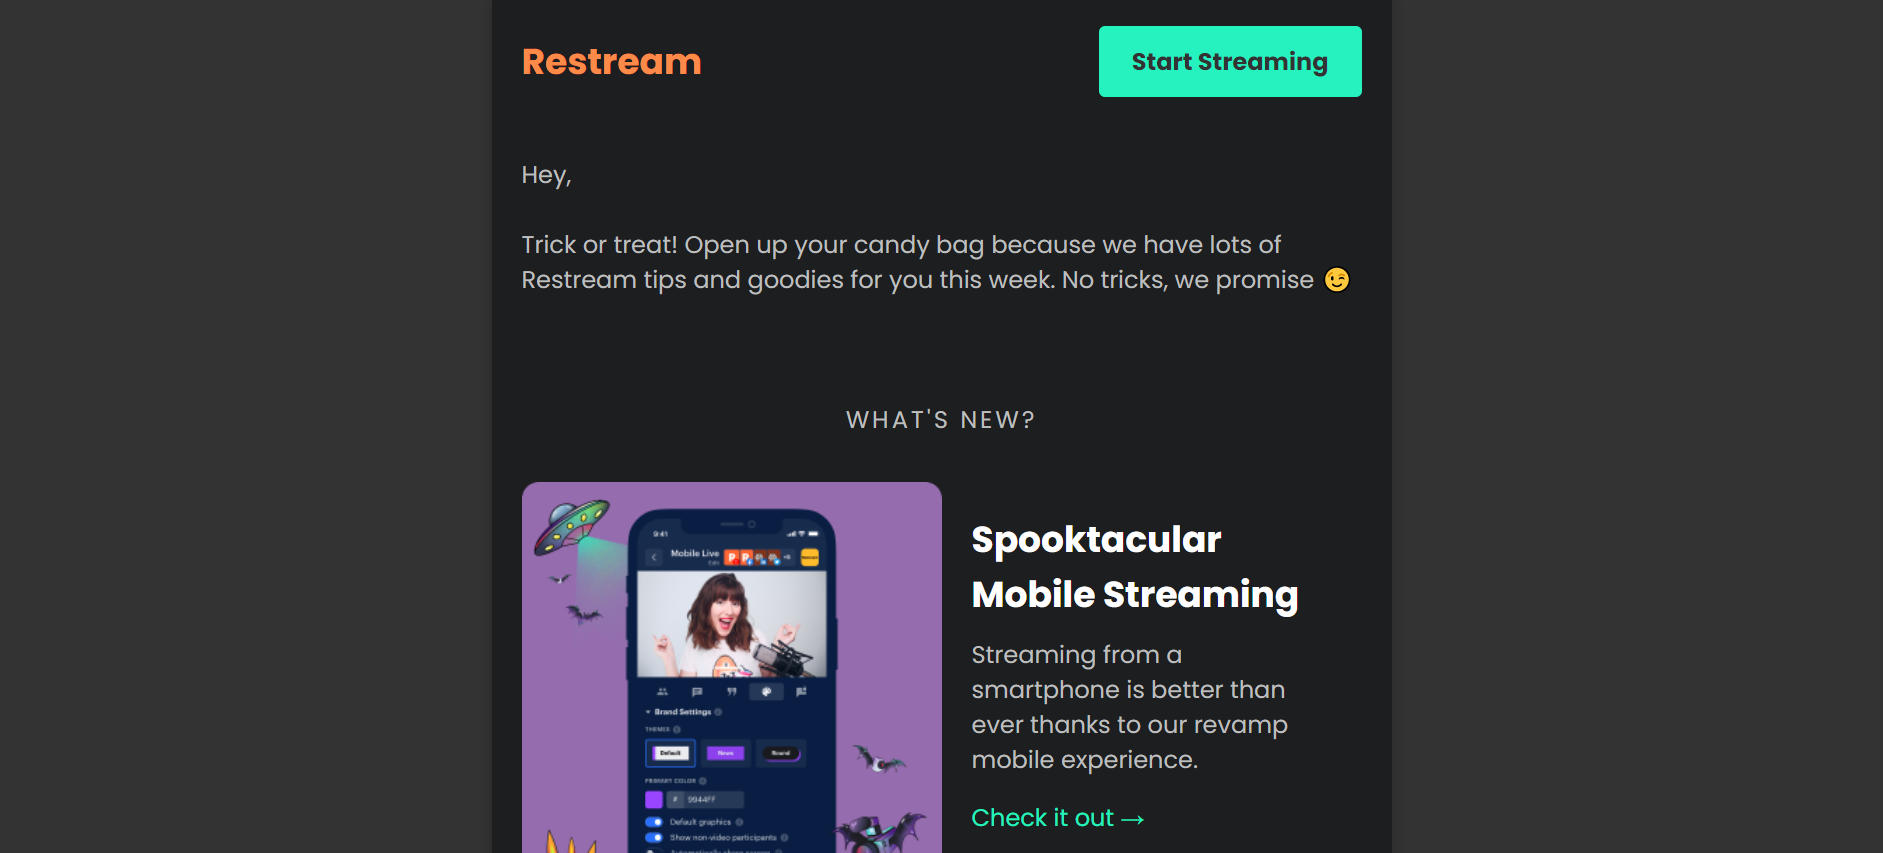 Restream
Start Streaming
Hey,
Trick or treat! Open up your candy bag because we have lots of
Restream tips and goodies for you this week. No tricks, we promise 😉
WHAT'S NEW?
9:41
Mobile Live
Edit
+8
Brand Settings
THEMES
Default
News
Round
PRIMARY COLOR
# 9944FF
Default graphics
Show non-video participants
Spooktacular
Mobile Streaming
Streaming from a
smartphone is better than
ever thanks to our revamp
mobile experience.
Check it out →